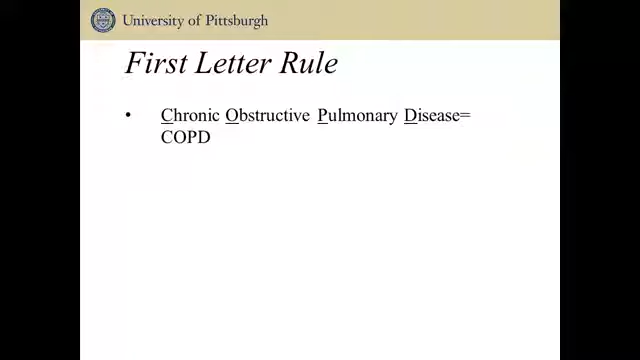 University of Pittsburgh
First Letter Rule
• Chronic Obstructive Pulmonary Disease=
COPD